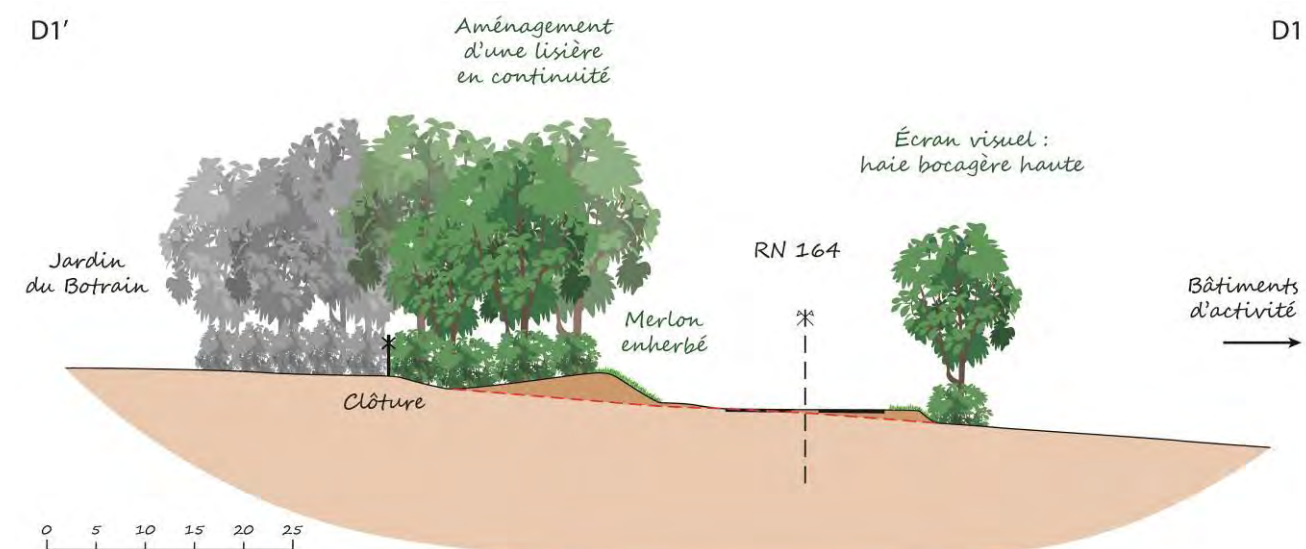 D1'
Aménagement
d'une lisière
en continuité
D1
Écran visuel :
haie bocagère haute
RN 164
Jardin
du Botrain
Bâtiments
d'activité
Merlon
enherbé
Clôture
0 5 10 15 20 25